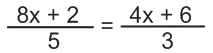 8x + 2 / 5 = 4x + 6 / 3